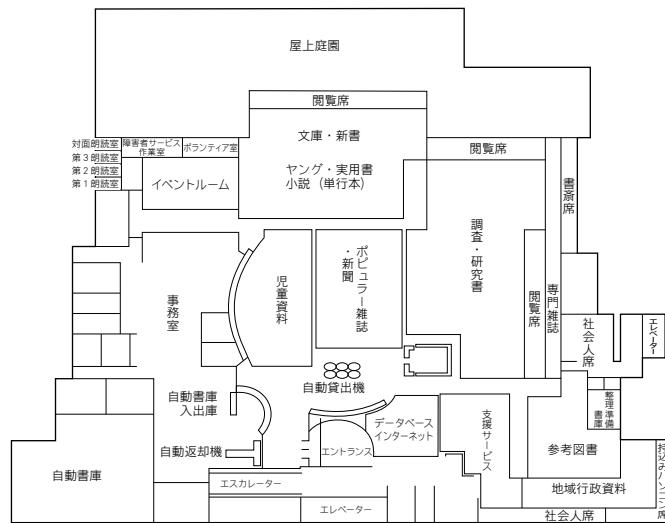 屋上庭園
閲覧席
文庫・新書
ヤング・実用書
小説（単行本）
対面朗読室
第３朗読室
第２朗読室
第１朗読室
障害者サービス
作業室
ボランティア室
イベントルーム
閲覧席
書斎席
調査・研究書
閲覧席
専門雑誌
ポピュラー雑誌
・新聞
児童資料
事務室
社会人席
エレベーター
自動貸出機
自動書庫
入出庫
整理準備
書庫
データベース
インターネット
支援サービス
参考図書
自動返却機
エントランス
自動書庫
エスカレーター
地域行政資料
持込みパソコン席
エレベーター
社会人席